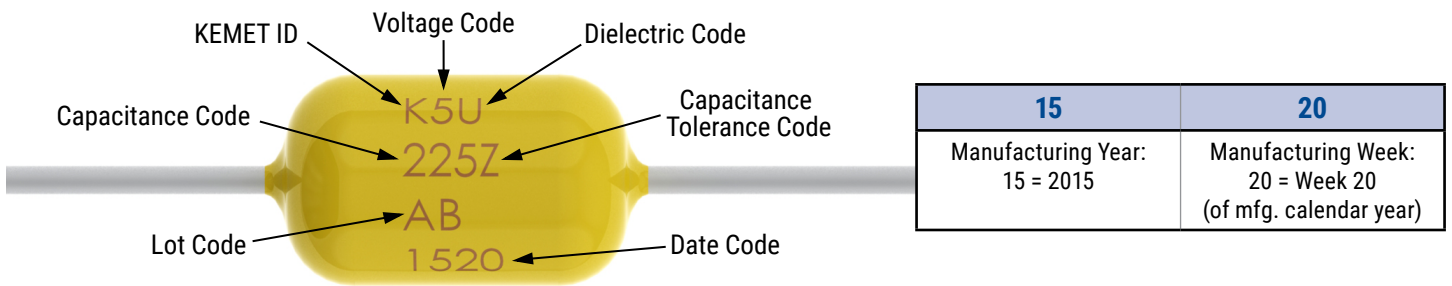 Voltage Code
KEMET ID
Dielectric Code
Capacitance Code
Capacitance
Tolerance Code
K5U
225Z
AB
1520
Lot Code
Date Code
15
20
Manufacturing Year:
15 = 2015
Manufacturing Week:
20 = Week 20
(of mfg. calendar year)